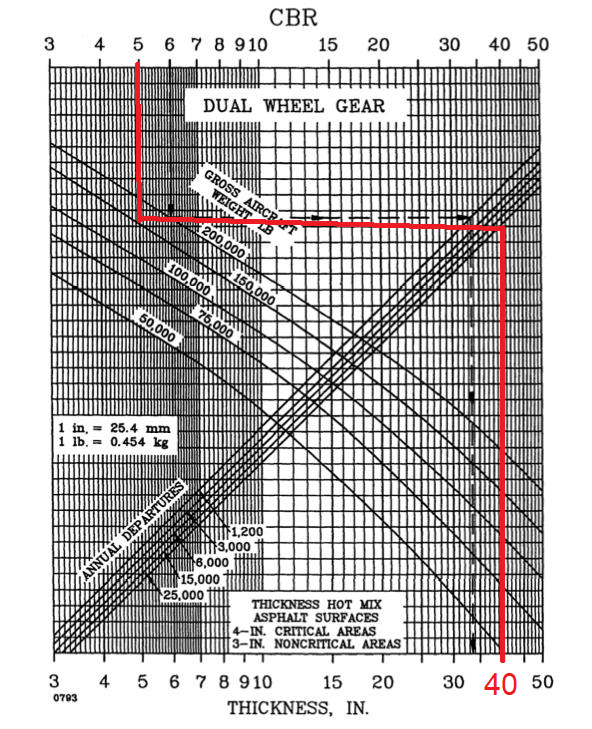 CBR
3 4 5 6 7 8 9 10 15 20 30 40 50
DUAL WHEEL GEAR
GROSS AIRCRAFT
WEIGHT LB
200,000
150,000
100,000
75,000
50,000
1 in. = 25.4 mm
1 lb. = 0.454 kg
ANNUAL DEPARTURES
1,200
3,000
6,000
15,000
25,000
THICKNESS HOT MIX
ASPHALT SURFACES
4-IN. CRITICAL AREAS
3-IN. NONCRITICAL AREAS
3 4 5 6 7 8 9 10 15 20 30 40 50
0793
THICKNESS, IN.